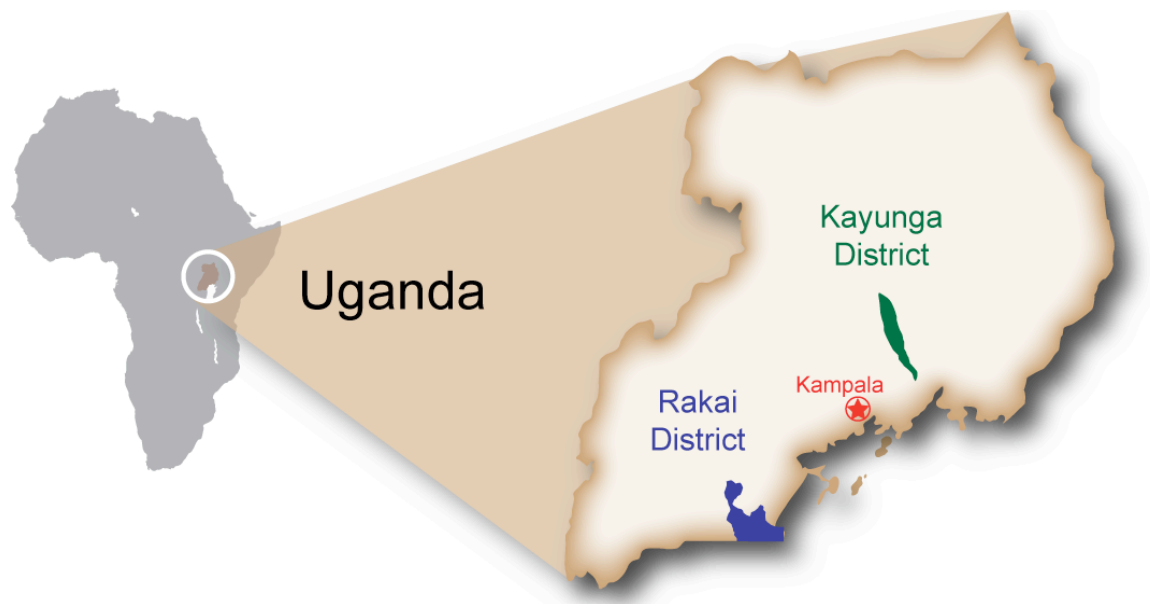 Uganda
Kayunga
District
Kampala
Rakai
District